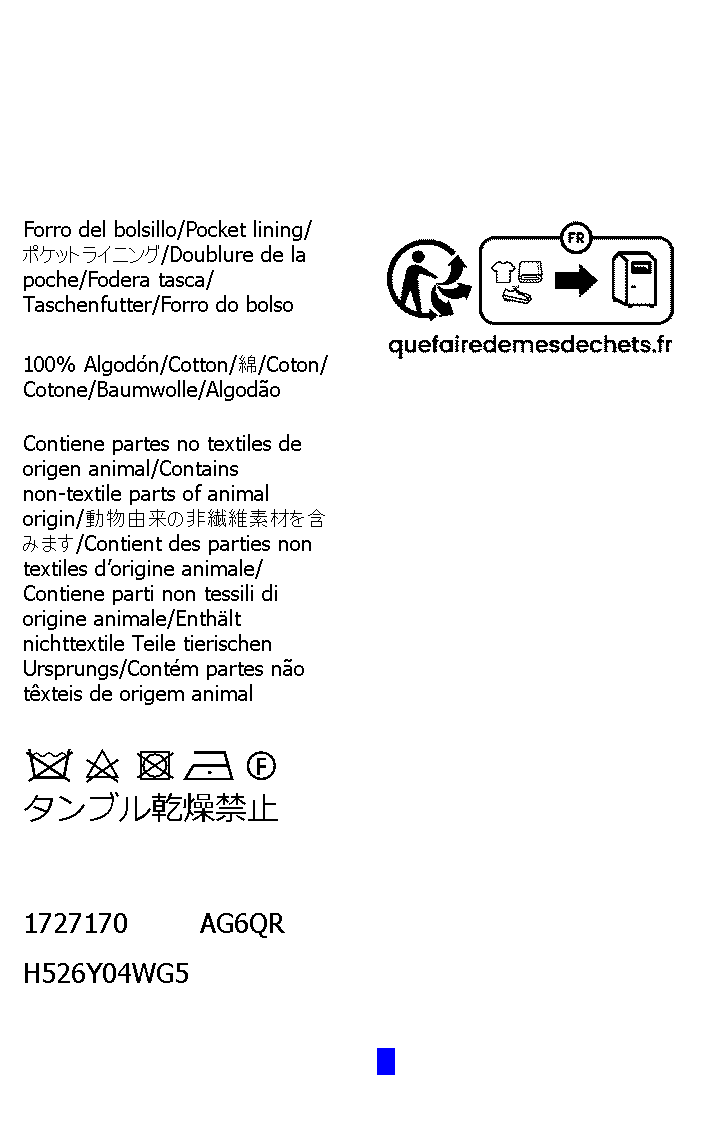 Forro del bolsillo/Pocket lining/
ポケットライニング/Doublure de la
poche/Fodera tasca/
Taschenfutter/Forro do bolso
100% Algodón/Cotton/綿/Coton/
Cotone/Baumwolle/Algodão
Contiene partes no textiles de
origen animal/Contains
non-textile parts of animal
origin/動物由来の非繊維素材を含
みます/Contient des parties non
textiles d’origine animale/
Contiene parti non tessili di
origine animale/Enthält
nichttextile Teile tierischen
Ursprungs/Contém partes não
têxteis de origem animal
F
タンブル乾燥禁止
1727170 AG6QR
H526Y04WG5
FR
quefairedemesdechets.fr